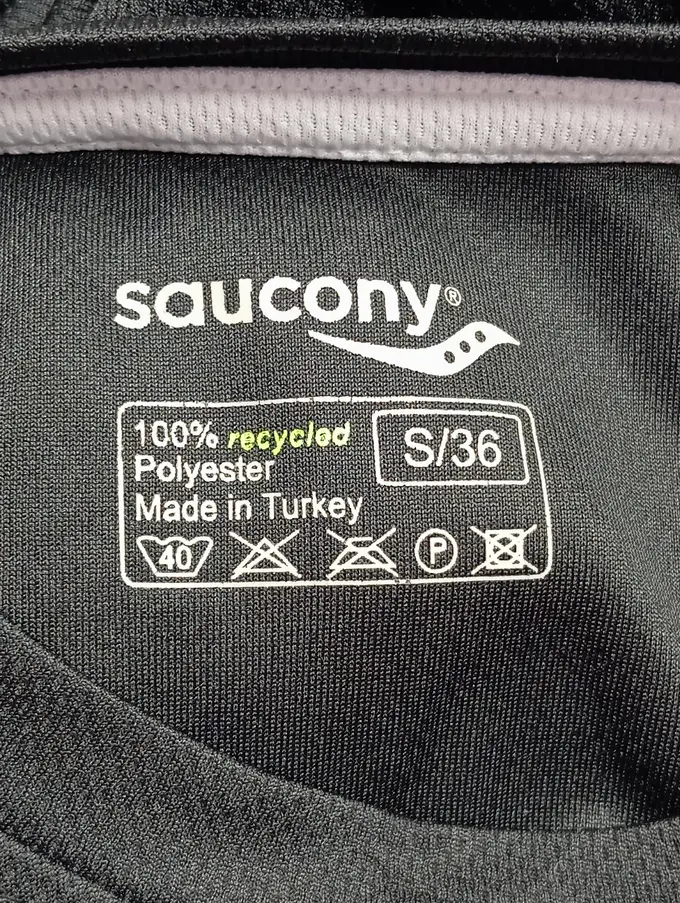 saucony®
100% recycled
Polyester
Made in Turkey
S/36
40
P